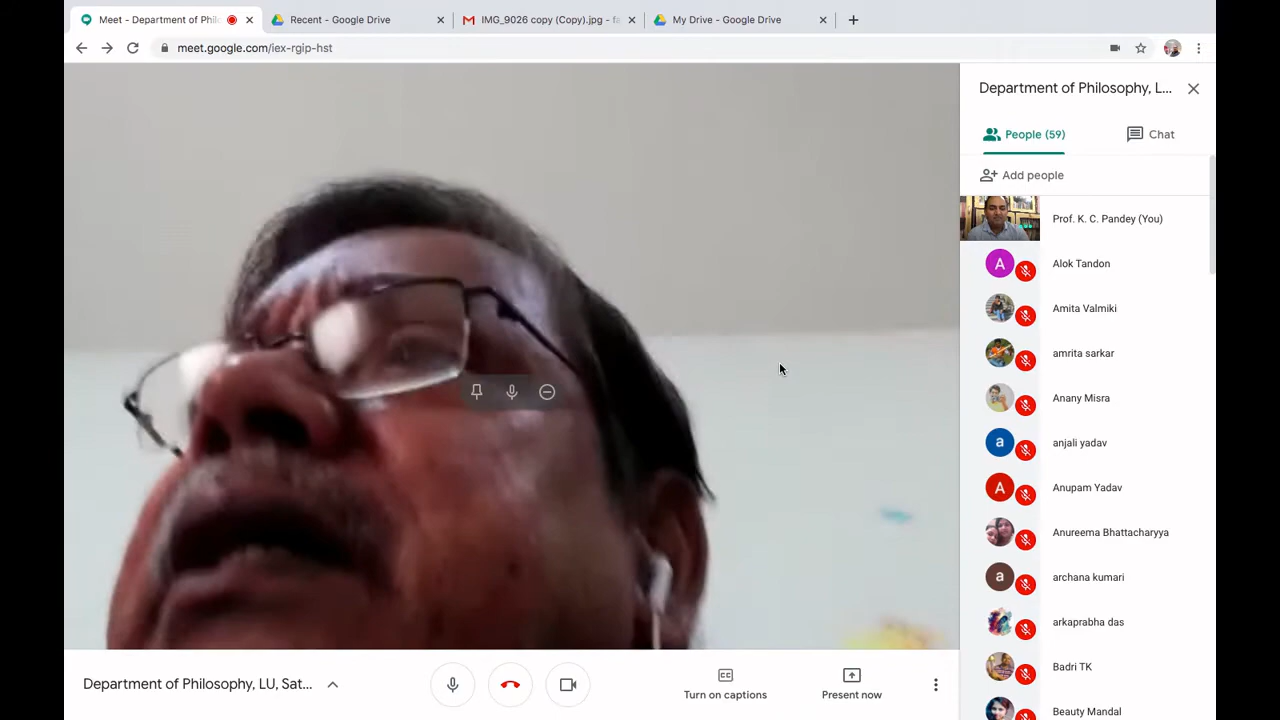 Meet - Department of Phil
Recent - Google Drive
IMG_9026 copy (Copy).jpg - fa
My Drive - Google Drive
meet.google.com/iex-rgip-hst
Department of Philosophy, L...
People (59)
Chat
Add people
Prof. K. C. Pandey (You)
A
Alok Tandon
Amita Valmiki
amrita sarkar
Anany Misra
a
anjali yadav
A
Anupam Yadav
Anureema Bhattacharyya
a
archana kumari
arkaprabha das
Badri TK
Beauty Mandal
Department of Philosophy, LU, Sat...
CC
Turn on captions
Present now